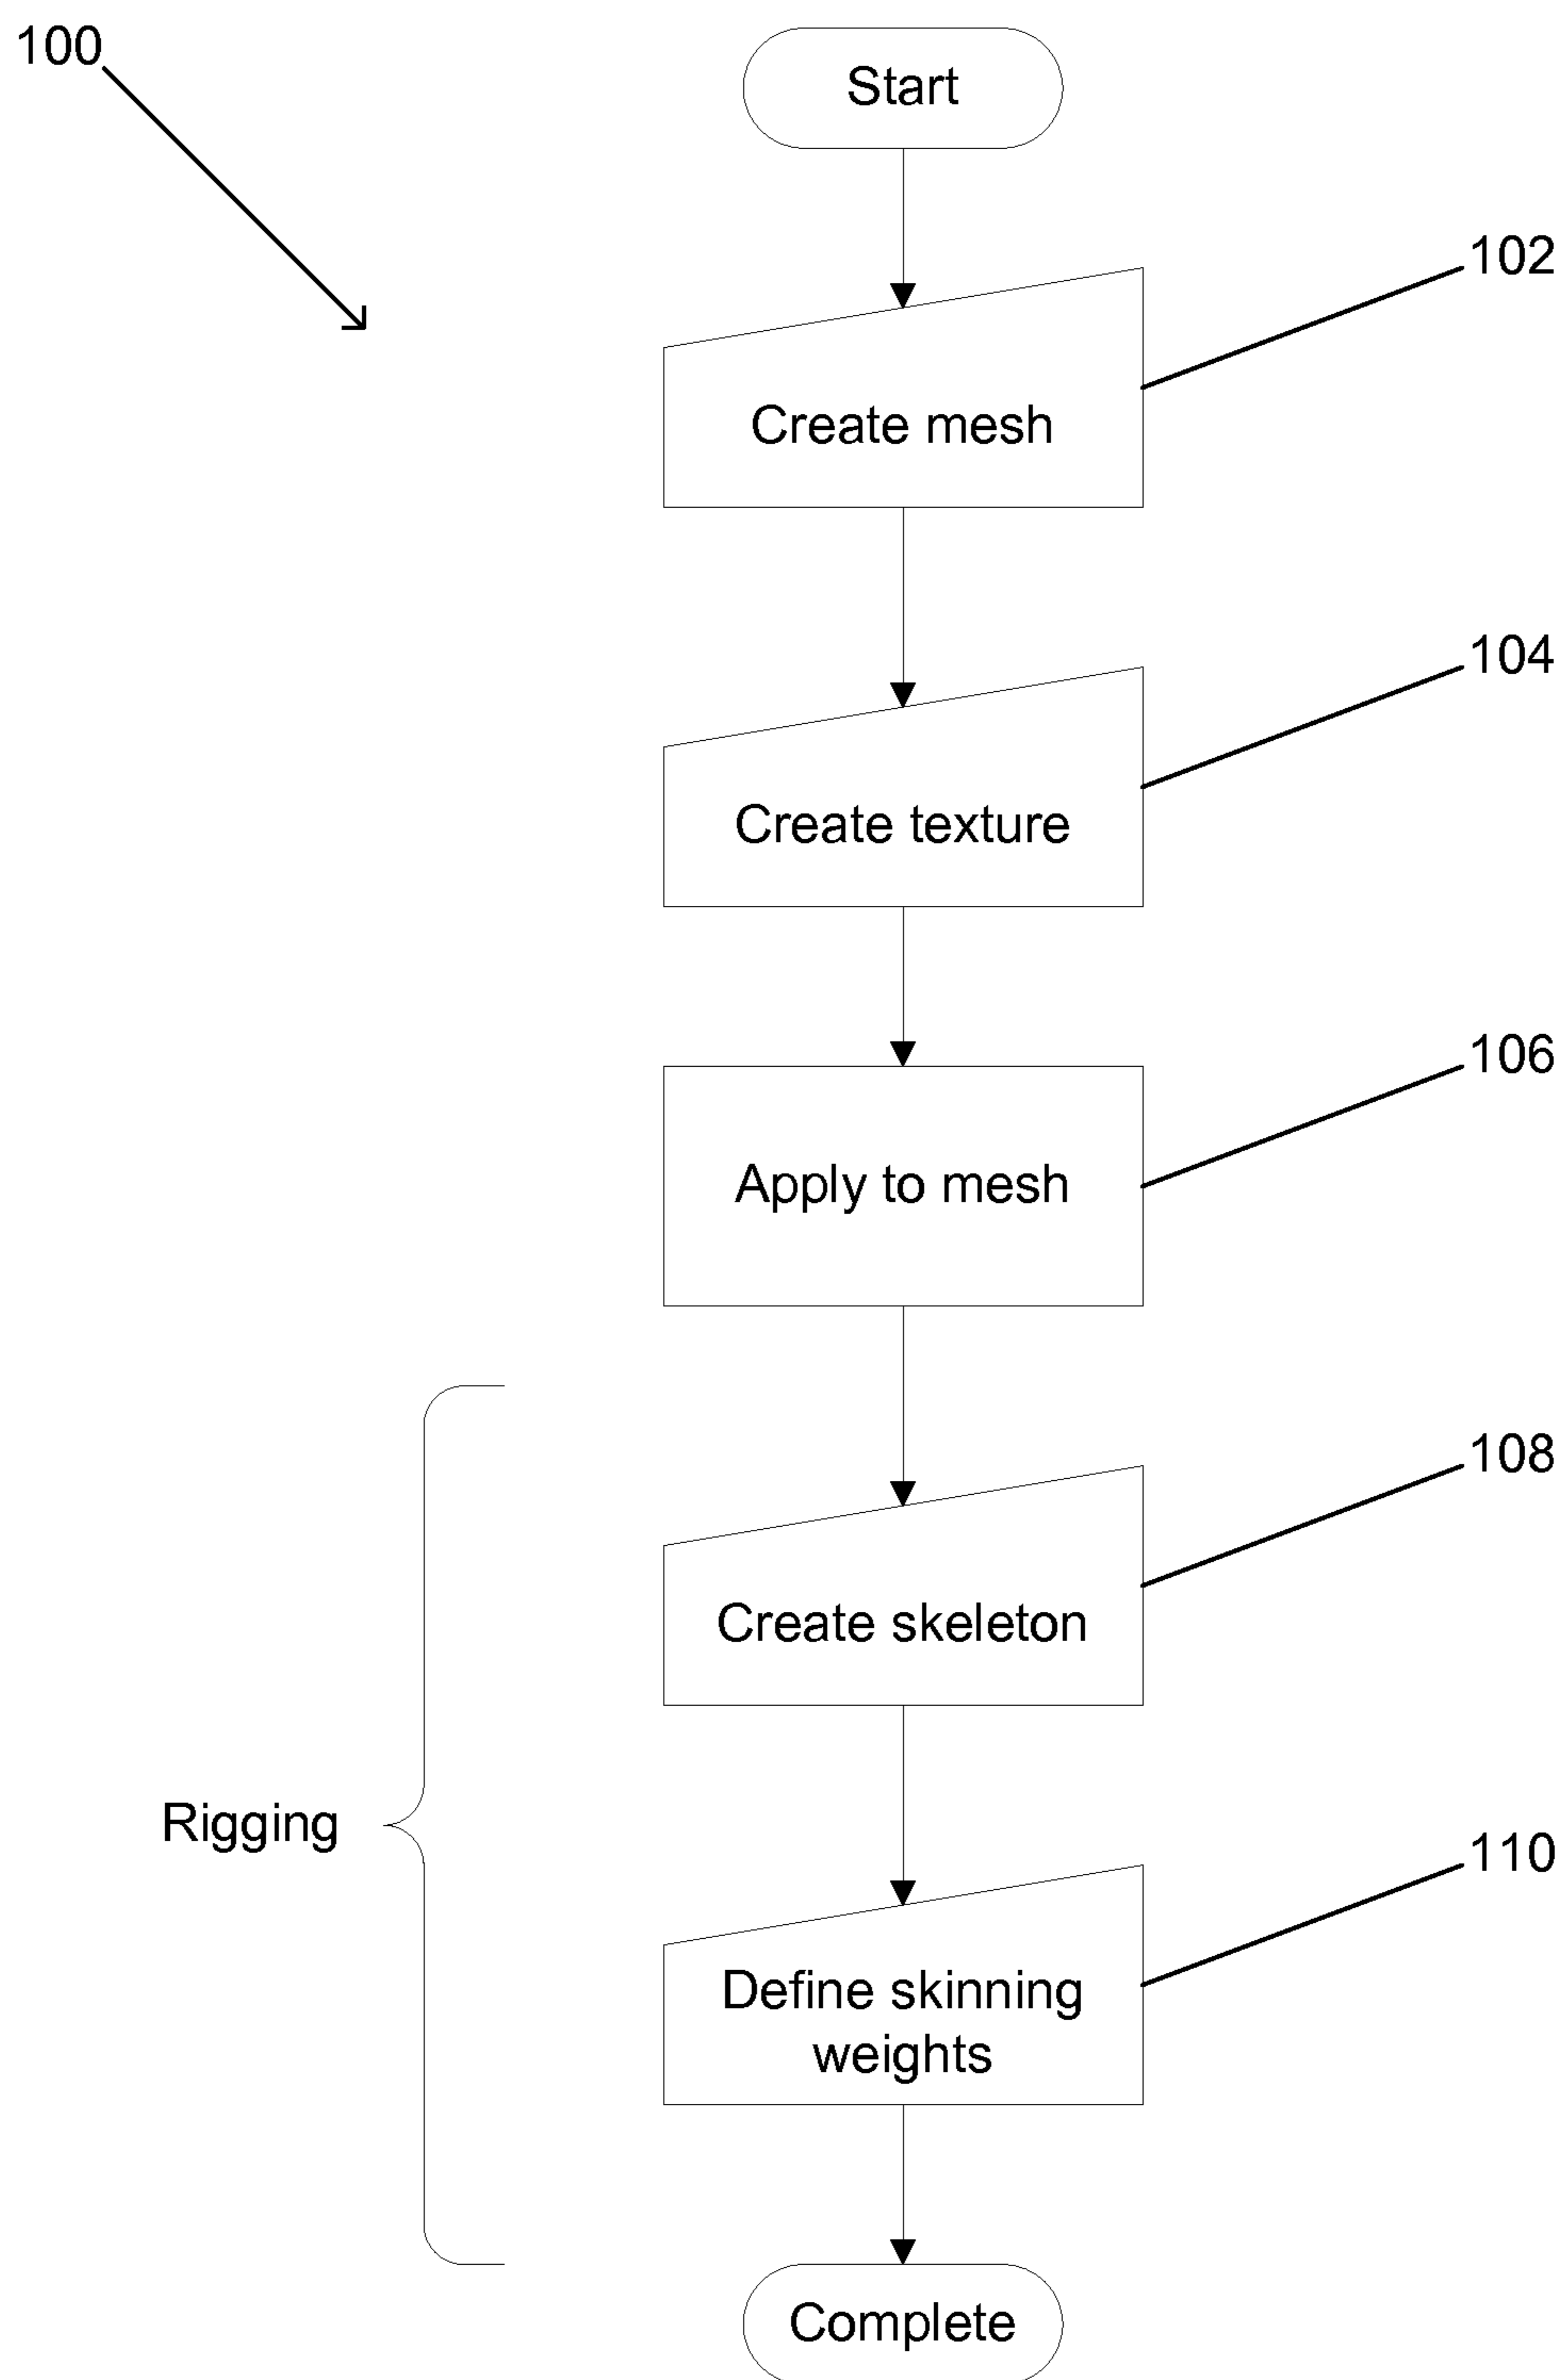 100
Start
102
Create mesh
104
Create texture
106
Apply to mesh
108
Create skeleton
Rigging
110
Define skinning
weights
Complete